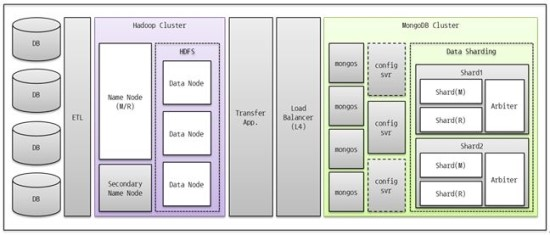 DB
DB
DB
DB
ETL
Hadoop Cluster
Name Node
(M/R)
Secondary
Name Node
HDFS
Data Node
Data Node
Data Node
Transfer
App.
Load
Balancer
(L4)
MongoDB Cluster
mongos
mongos
mongos
mongos
config
svr
config
svr
config
svr
Data Sharding
Shard1
Shard(M)
Shard(R)
Arbiter
Shard2
Shard(M)
Shard(R)
Arbiter